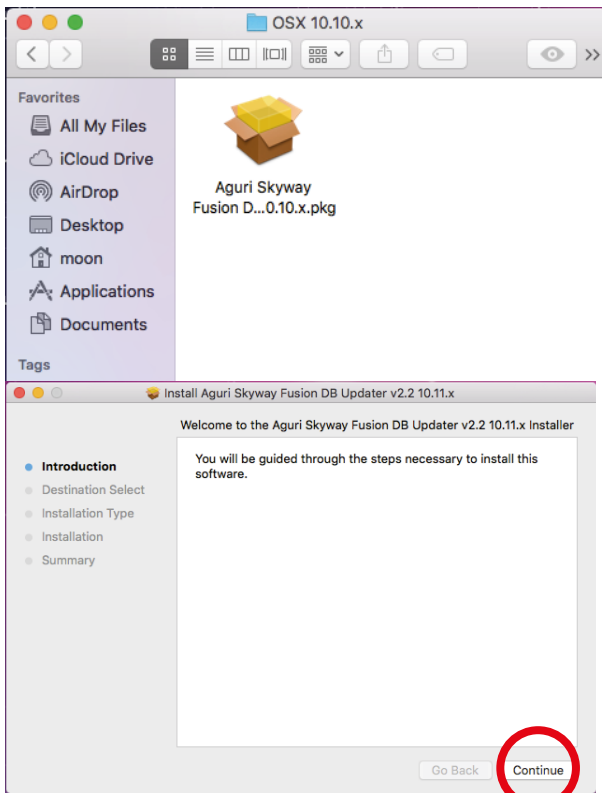 OSX 10.10.x
Favorites
All My Files
iCloud Drive
AirDrop
Desktop
moon
Applications
Documents
Tags
Aguri Skyway
Fusion D...0.10.x.pkg
Install Aguri Skyway Fusion DB Updater v2.2 10.11.x
Welcome to the Aguri Skyway Fusion DB Updater v2.2 10.11.x Installer
Introduction
Destination Select
Installation Type
Installation
Summary
You will be guided through the steps necessary to install this
software.
Go Back
Continue